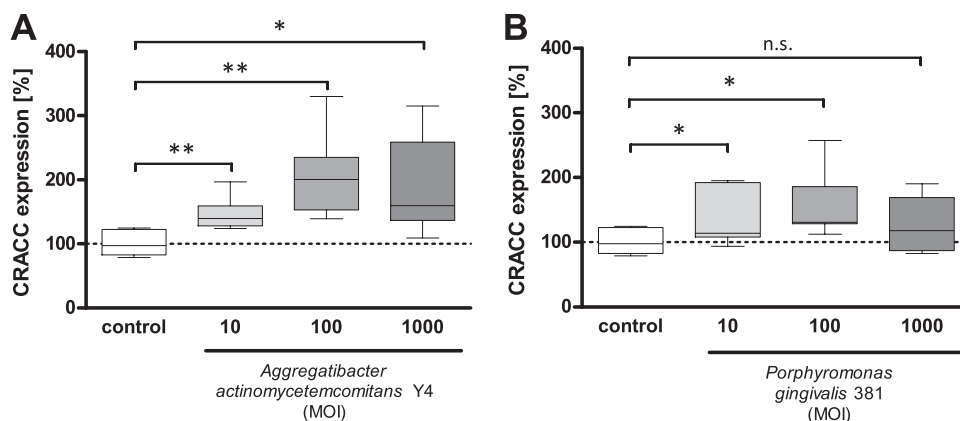 A
CRACC expression [%]
400
300
200
100
0
*
**
**
control 10 100 1000
Aggregatibacter
actinomycetemcomitans Y4
(MOI)
B
CRACC expression [%]
400
300
200
100
0
n.s.
*
*
control 10 100 1000
Porphyromonas
gingivalis 381
(MOI)